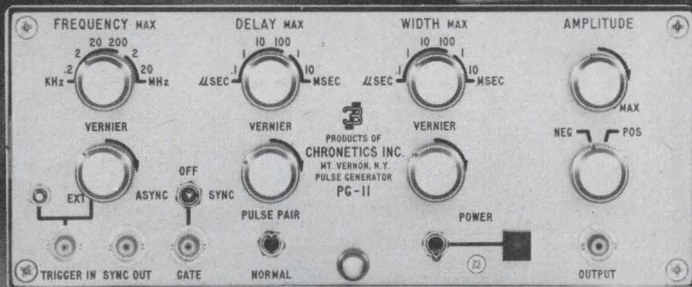 FREQUENCY MAX
DELAY MAX
WIDTH MAX
AMPLITUDE
.2 2 20 200 2 20
KHz MHz
.1 1 10 100 1 10
µSEC MSEC
.1 1 10 100 1 10
µSEC MSEC
MAX
VERNIER
VERNIER
VERNIER
NEG POS
PRODUCTS OF
CHRONETICS INC.
MT. VERNON, N.Y.
PULSE GENERATOR
PG-11
EXT ASYNC
OFF
SYNC
PULSE PAIR
NORMAL
POWER
TRIGGER IN SYNC OUT GATE
OUTPUT